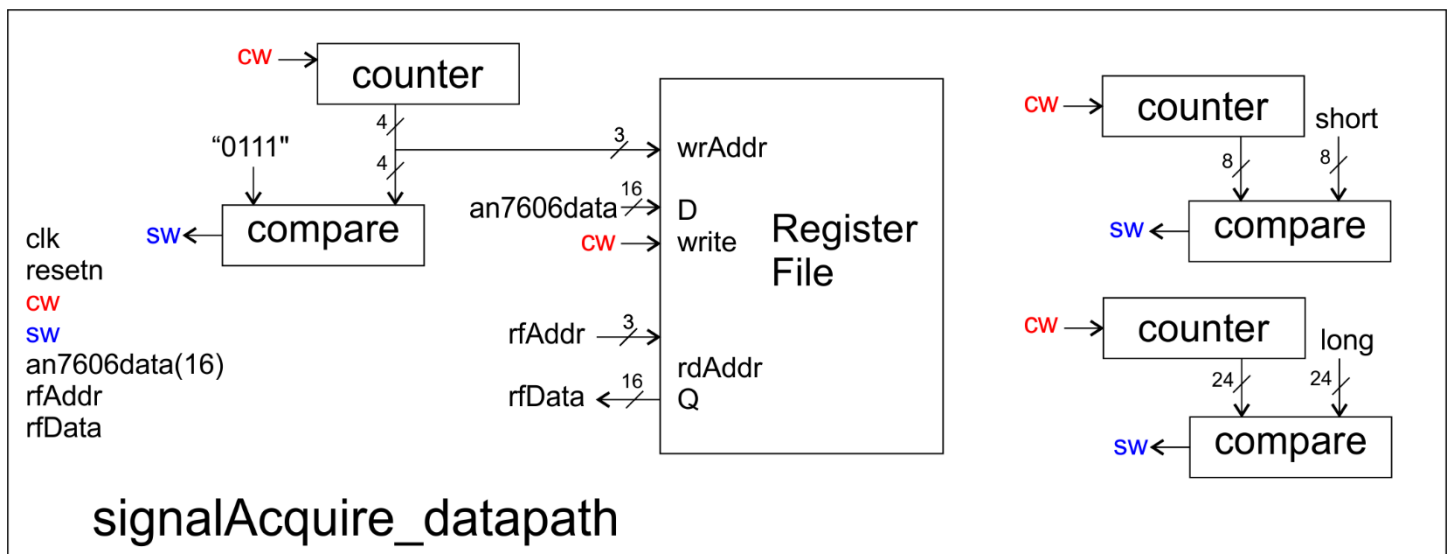 cw
counter
4
“0111"
4
3
wrAddr
an7606data
16
D
cw
write
Register
File
sw
compare
rfAddr
3
rdAddr
rfData
16
Q
clk
resetn
cw
sw
an7606data(16)
rfAddr
rfData
cw
counter
short
8
8
sw
compare
cw
counter
long
24
24
sw
compare
signalAcquire_datapath